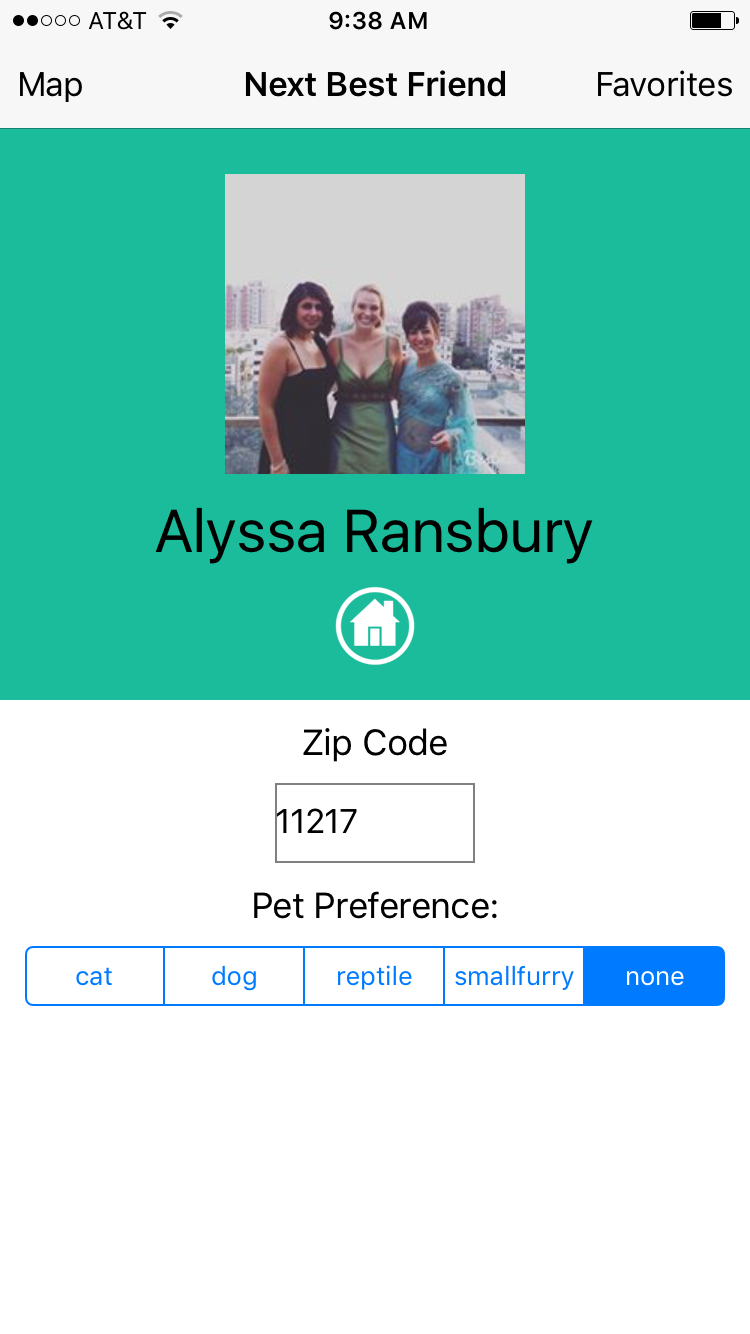 AT&T 9:38 AM
Map Next Best Friend Favorites
Alyssa Ransbury
Zip Code
11217
Pet Preference:
cat dog reptile smallfurry none